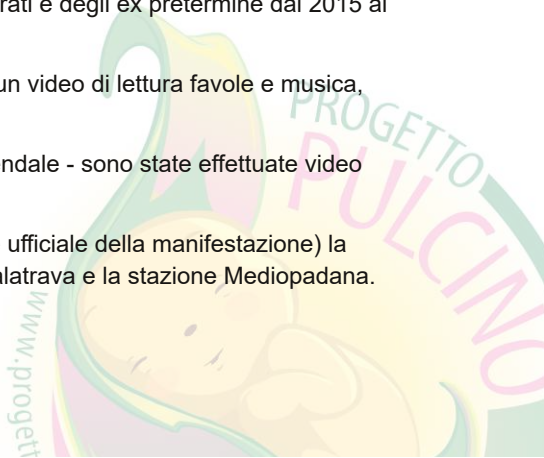 rati e degli ex pretermine dal 2015 al
un video di lettura favole e musica,
ndale - sono state effettuate video
ufficiale della manifestazione) la
alatrava e la stazione Mediopadana.
PROGETTO
PULCINO
www.progett